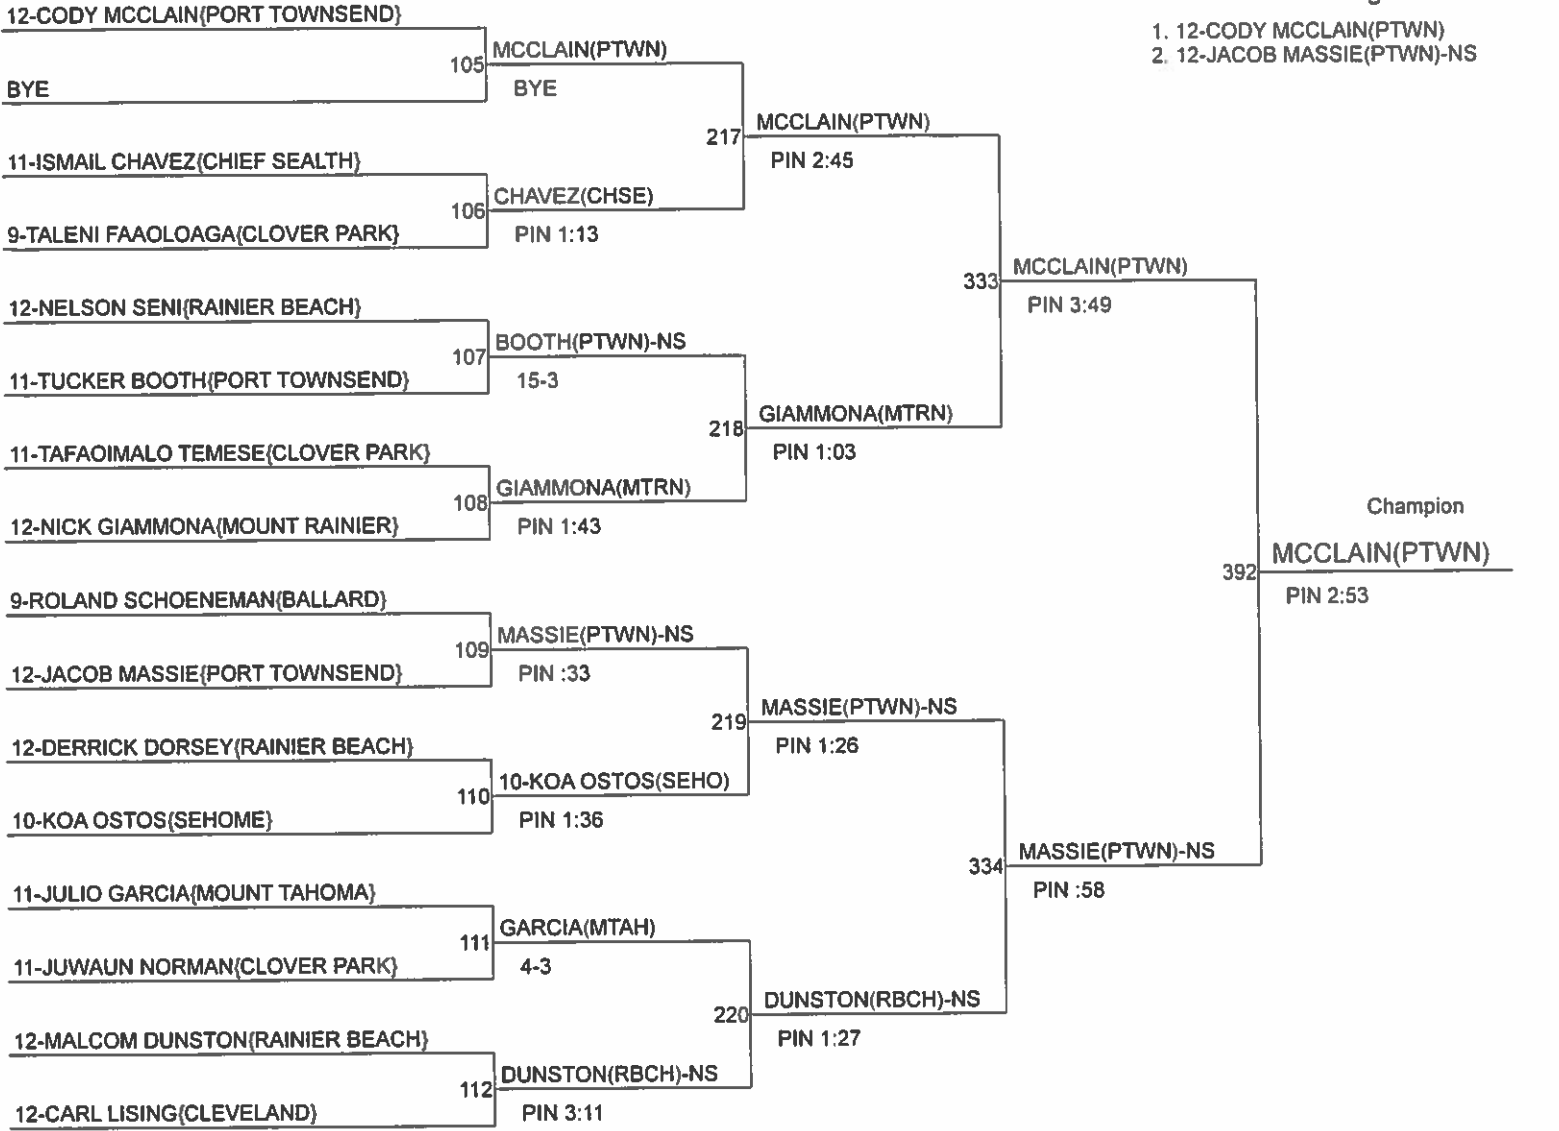 12-CODY MCCLAIN{PORT TOWNSEND}
BYE
105
MCCLAIN(PTWN)
BYE
11-ISMAIL CHAVEZ{CHIEF SEALTH}
9-TALENI FAAOLOAGA{CLOVER PARK}
106
CHAVEZ(CHSE)
PIN 1:13
217
MCCLAIN(PTWN)
PIN 2:45
12-NELSON SENI{RAINIER BEACH}
11-TUCKER BOOTH{PORT TOWNSEND}
107
BOOTH(PTWN)-NS
15-3
11-TAFAOIMALO TEMESE{CLOVER PARK}
12-NICK GIAMMONA{MOUNT RAINIER}
108
GIAMMONA(MTRN)
PIN 1:43
218
GIAMMONA(MTRN)
PIN 1:03
333
MCCLAIN(PTWN)
PIN 3:49
9-ROLAND SCHOENEMAN{BALLARD}
12-JACOB MASSIE{PORT TOWNSEND}
109
MASSIE(PTWN)-NS
PIN :33
12-DERRICK DORSEY{RAINIER BEACH}
10-KOA OSTOS{SEHOME}
110
10-KOA OSTOS(SEHO)
PIN 1:36
219
MASSIE(PTWN)-NS
PIN 1:26
11-JULIO GARCIA{MOUNT TAHOMA}
11-JUWAUN NORMAN{CLOVER PARK}
111
GARCIA(MTAH)
4-3
12-MALCOM DUNSTON{RAINIER BEACH}
12-CARL LISING{CLEVELAND}
112
DUNSTON(RBCH)-NS
PIN 3:11
220
DUNSTON(RBCH)-NS
PIN 1:27
334
MASSIE(PTWN)-NS
PIN :58
392
Champion
MCCLAIN(PTWN)
PIN 2:53
1. 12-CODY MCCLAIN(PTWN)
2. 12-JACOB MASSIE(PTWN)-NS